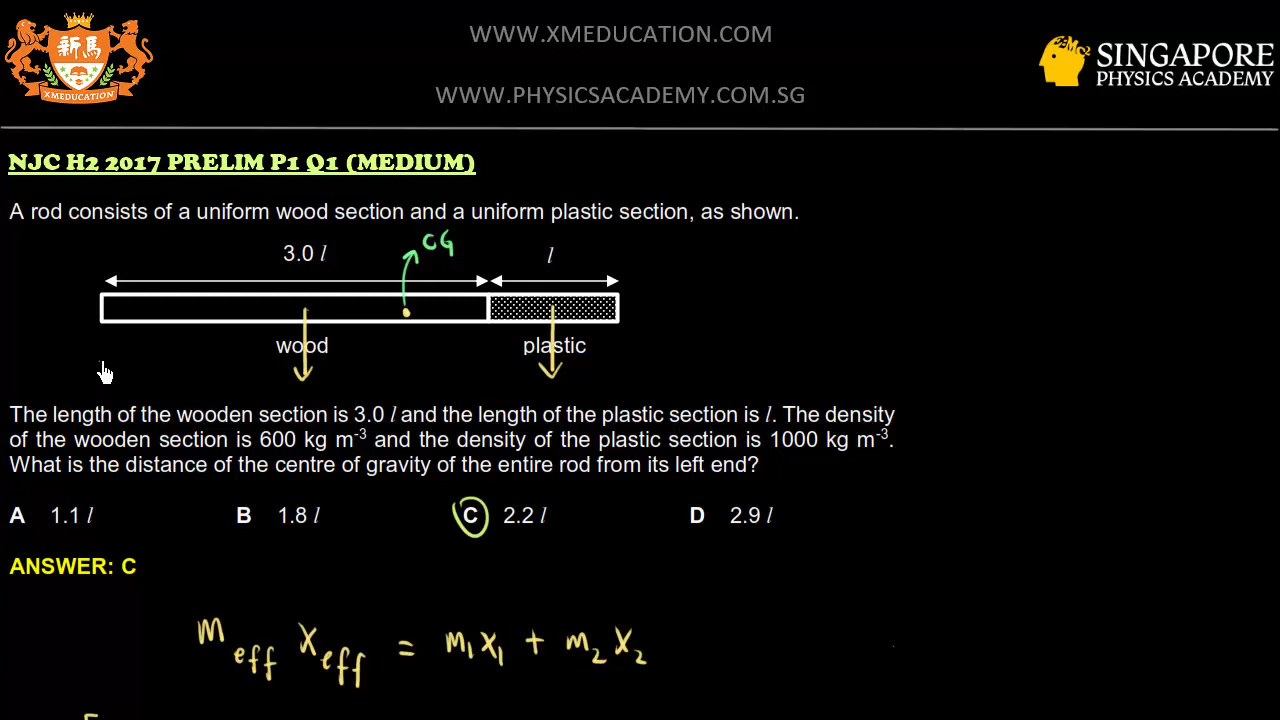 WWW.XMEDUCATION.COM
新馬
XMEDUCATION
E=MC2
SINGAPORE
PHYSICS ACADEMY
WWW.PHYSICSACADEMY.COM.SG
NJC H2 2017 PRELIM P1 Q1 (MEDIUM)
A rod consists of a uniform wood section and a uniform plastic section, as shown.
CG
3.0 l
l
wood
plastic
The length of the wooden section is 3.0 l and the length of the plastic section is l. The density
of the wooden section is 600 kg m⁻³ and the density of the plastic section is 1000 kg m⁻³.
What is the distance of the centre of gravity of the entire rod from its left end?
A 1.1 l B 1.8 l C 2.2 l D 2.9 l
ANSWER: C
m_eff x_eff = m₁x₁ + m₂x₂